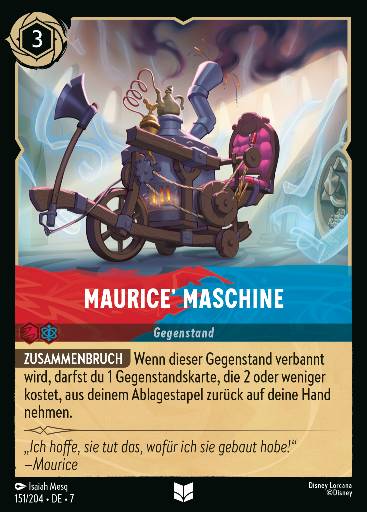 3
MAURICE' MASCHINE
Gegenstand
ZUSAMMENBRUCH Wenn dieser Gegenstand verbannt
wird, darfst du 1 Gegenstandskarte, die 2 oder weniger
kostet, aus deinem Ablagestapel zurück auf deine Hand
nehmen.
„Ich hoffe, sie tut das, wofür ich sie gebaut habe!“
–Maurice
Isaiah Mesq
151/204 • DE • 7
Disney Lorcana
©Disney